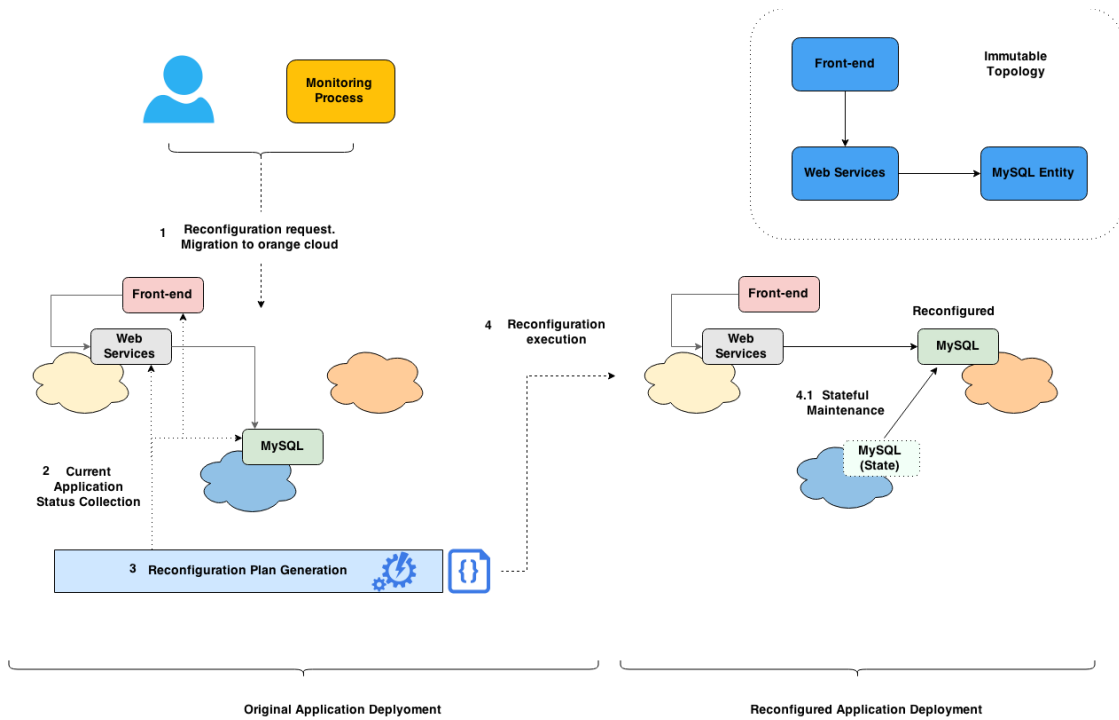 Monitoring
Process
Front-end
Immutable
Topology
Web Services
MySQL Entity
1 Reconfiguration request.
Migration to orange cloud
Front-end
Web
Services
MySQL
2 Current
Application
Status Collection
3 Reconfiguration Plan Generation
{}
4 Reconfiguration
execution
Front-end
Web
Services
Reconfigured
MySQL
4.1 Stateful
Maintenance
MySQL
(State)
Original Application Deplyoment
Reconfigured Application Deployment